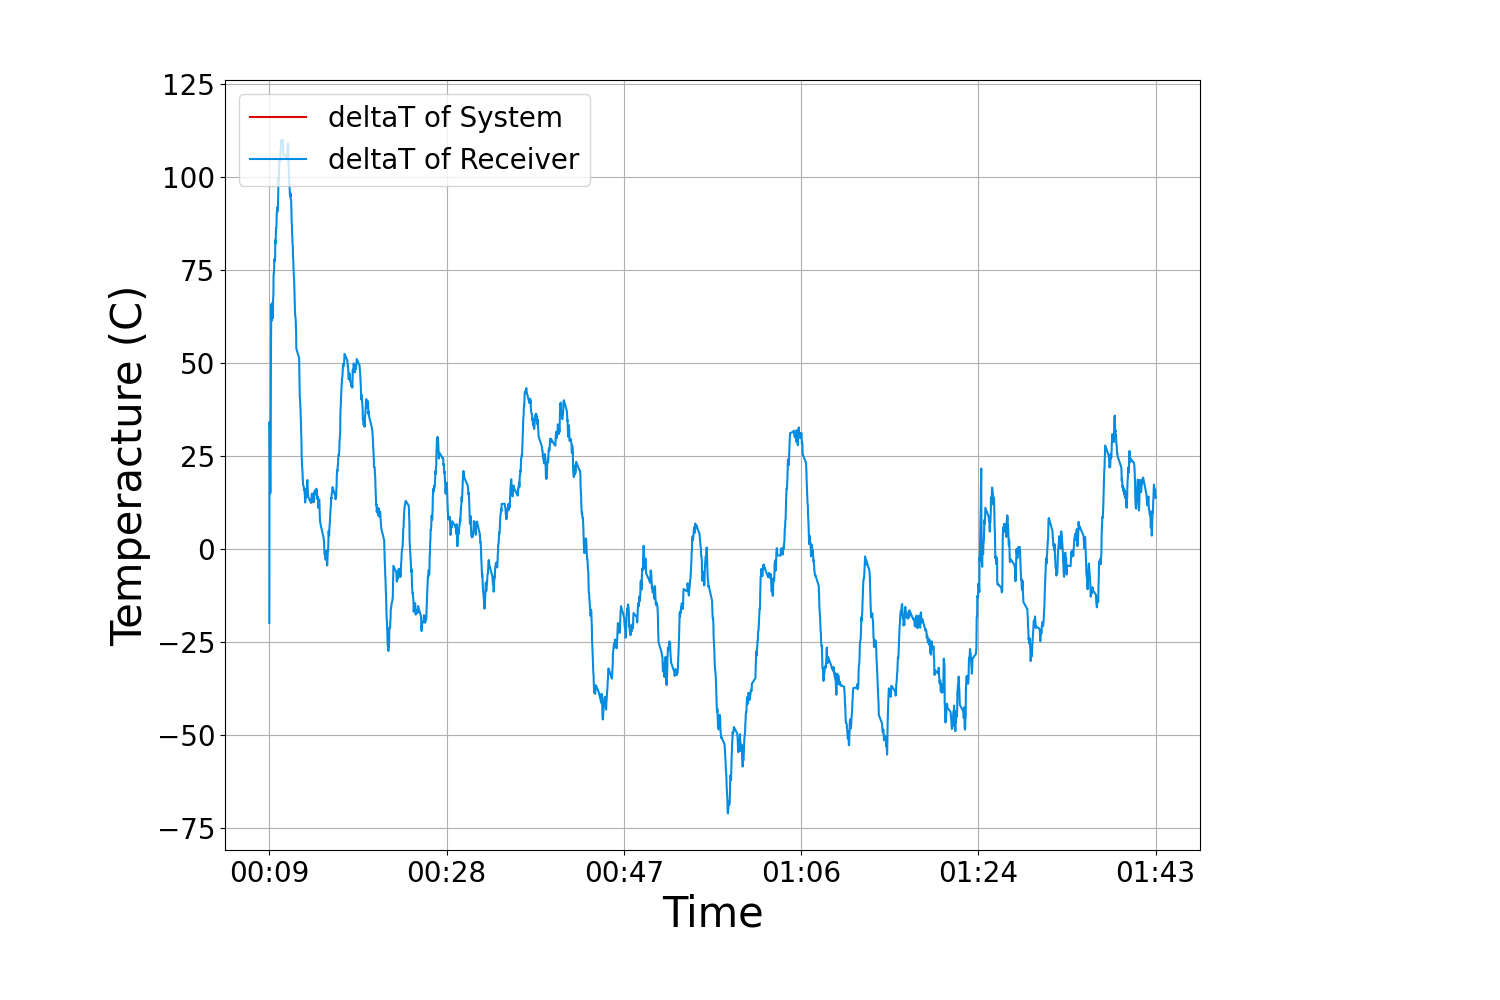 125
100
75
50
25
0
−25
−50
−75
Temperacture (C)
deltaT of System
deltaT of Receiver
00:09 00:28 00:47 01:06 01:24 01:43
Time